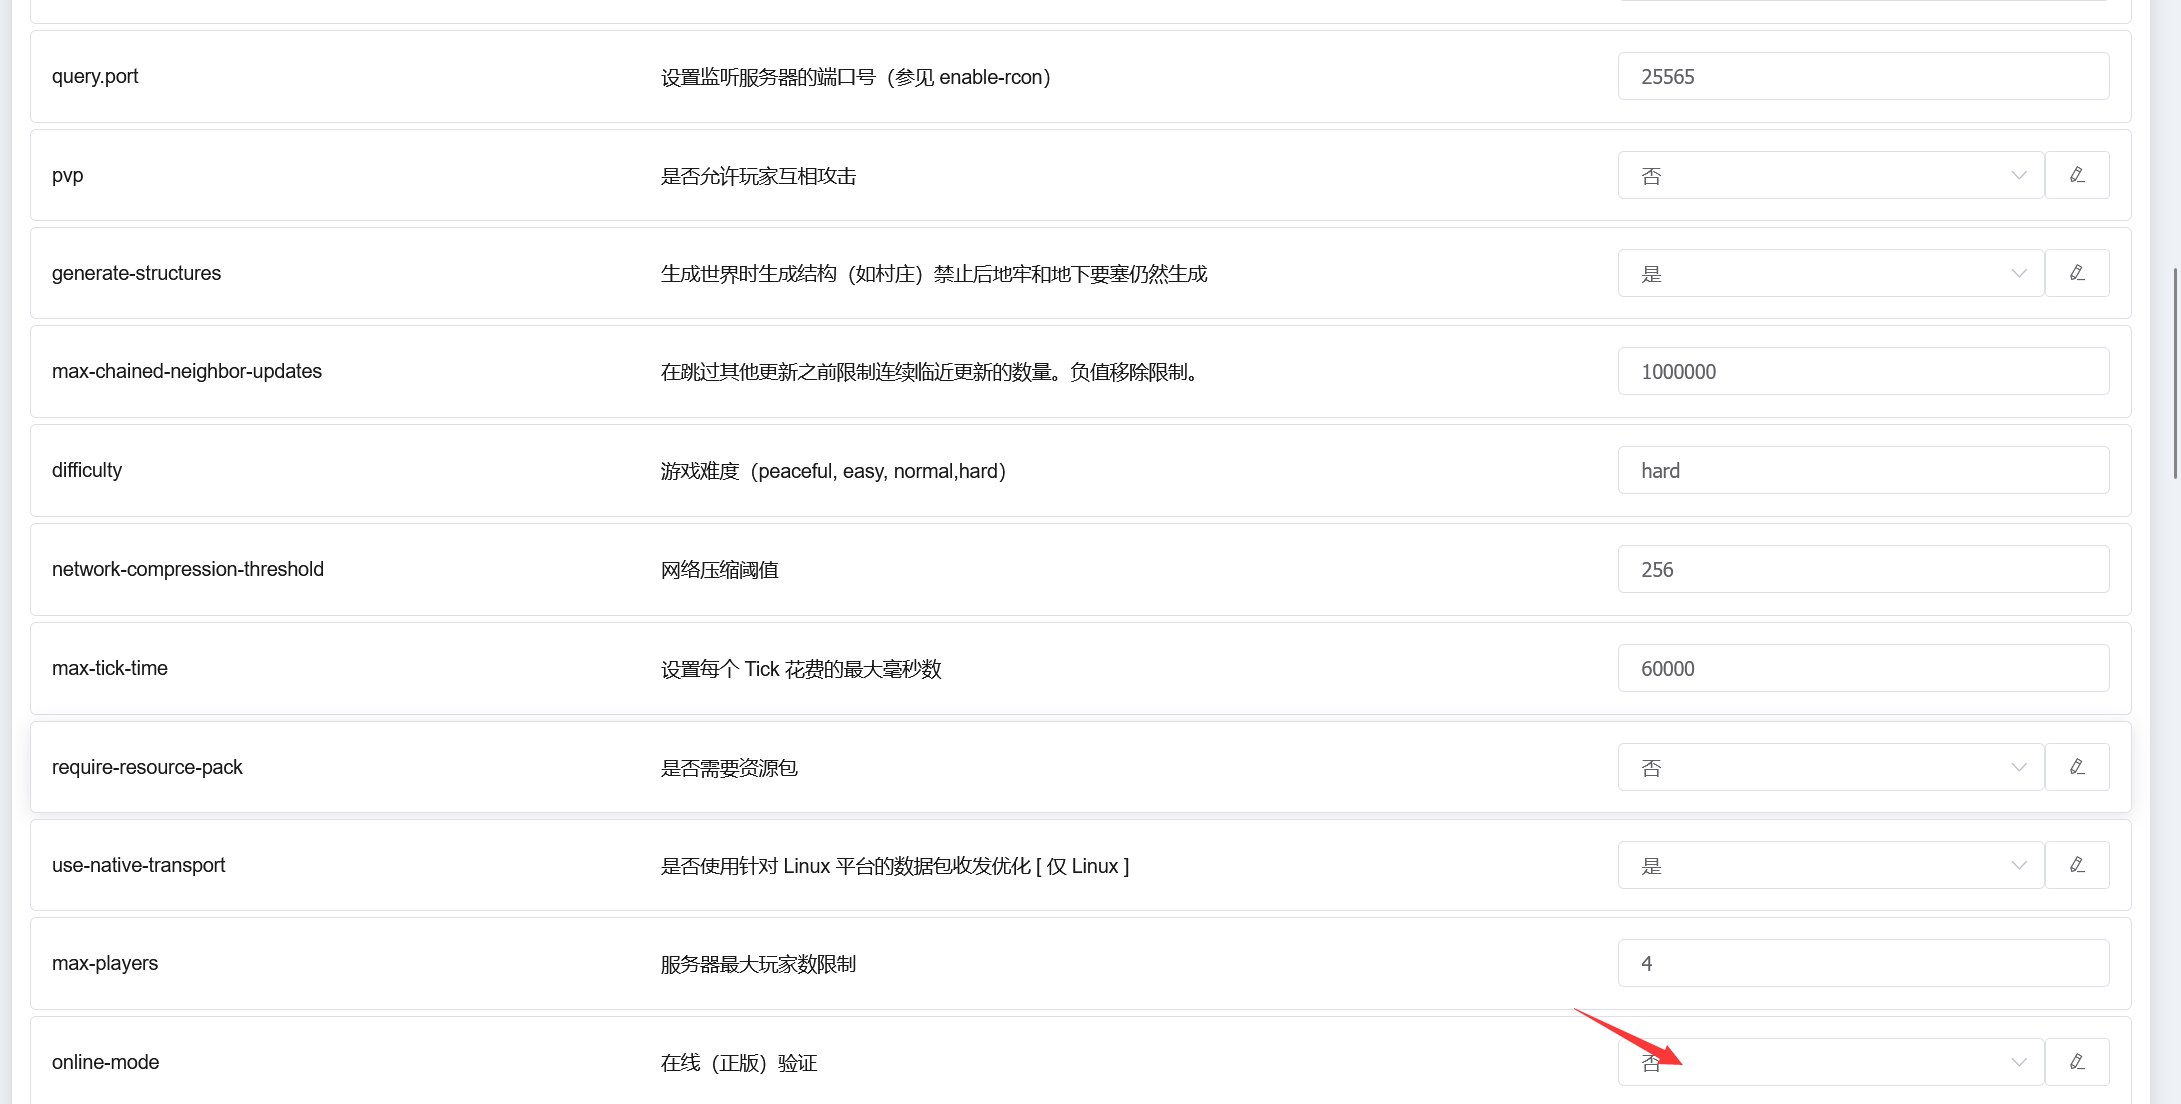 query.port 设置监听服务器的端口号（参见 enable-rcon） 25565
pvp 是否允许玩家互相攻击 否
generate-structures 生成世界时生成结构（如村庄）禁止后地牢和地下要塞仍然生成 是
max-chained-neighbor-updates 在跳过其他更新之前限制连续临近更新的数量。负值移除限制。 1000000
difficulty 游戏难度（peaceful, easy, normal,hard） hard
network-compression-threshold 网络压缩阈值 256
max-tick-time 设置每个 Tick 花费的最大毫秒数 60000
require-resource-pack 是否需要资源包 否
use-native-transport 是否使用针对 Linux 平台的数据包收发优化 [ 仅 Linux ] 是
max-players 服务器最大玩家数限制 4
online-mode 在线（正版）验证 否